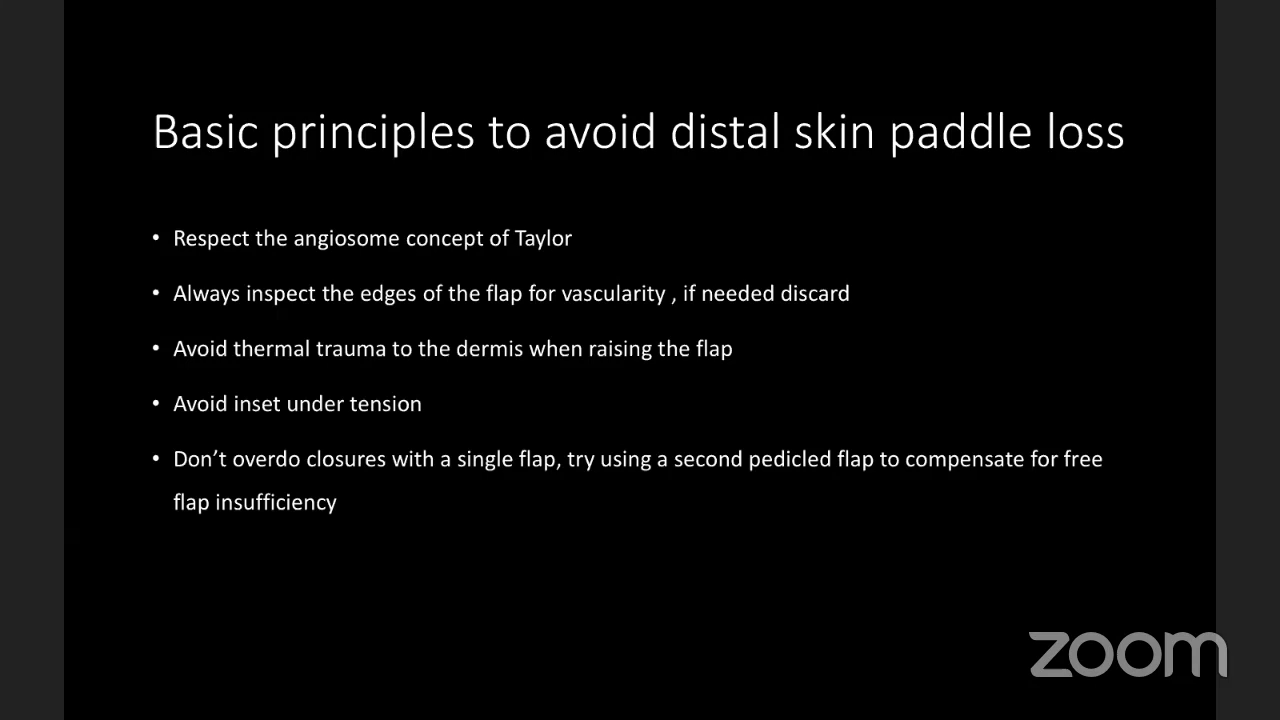 Basic principles to avoid distal skin paddle loss
• Respect the angiosome concept of Taylor
• Always inspect the edges of the flap for vascularity , if needed discard
• Avoid thermal trauma to the dermis when raising the flap
• Avoid inset under tension
• Don’t overdo closures with a single flap, try using a second pedicled flap to compensate for free
flap insufficiency
zoom